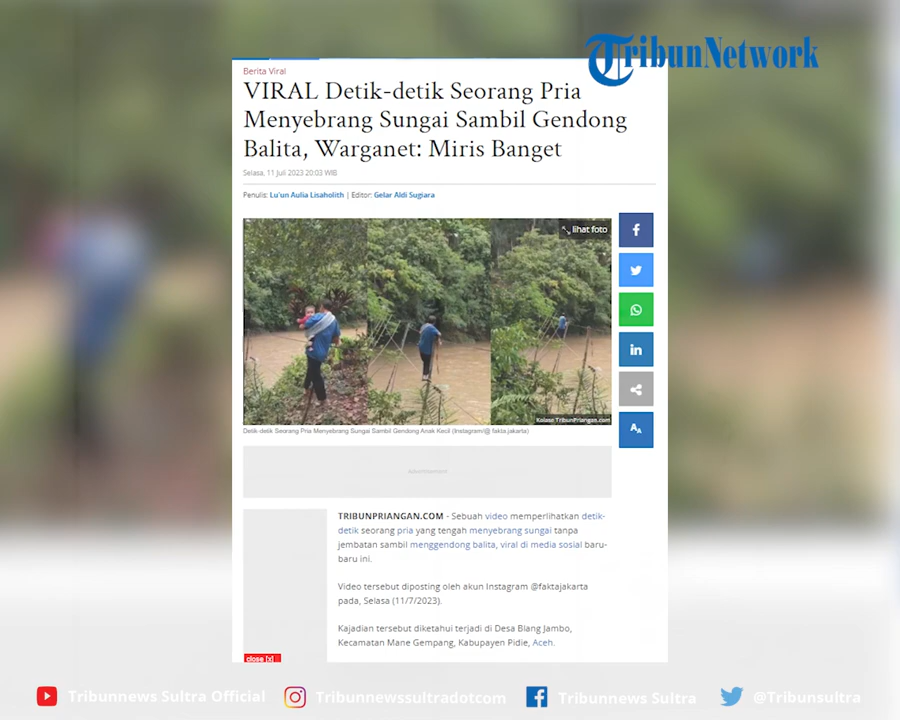 TribunNetwork
Berita Viral
VIRAL Detik-detik Seorang Pria
Menyebrang Sungai Sambil Gendong
Balita, Warganet: Miris Banget
Selasa, 11 Juli 2023 20:03 WIB
Penulis: Lu'un Aulia Lisaholith | Editor: Gelar Aldi Sugiara
lihat foto
Kolase TribunPriangan.com
Detik-detik Seorang Pria Menyebrang Sungai Sambil Gendong Anak Kecil (Instagram/@ fakta jakarta)
Advertisement
TRIBUNPRIANGAN.COM - Sebuah video memperlihatkan detik-
detik seorang pria yang tengah menyebrang sungai tanpa
jembatan sambil menggendong balita, viral di media sosial baru-
baru ini.
Video tersebut diposting oleh akun Instagram @faktajakarta
pada, Selasa (11/7/2023).
Kajadian tersebut diketahui terjadi di Desa Blang Jambo,
Kecamatan Mane Gempang, Kabupayen Pidie, Aceh.
close [x]
Tribunnews Sultra Official
Tribunnewssultradotcom
Tribunnews Sultra
@Tribunsultra